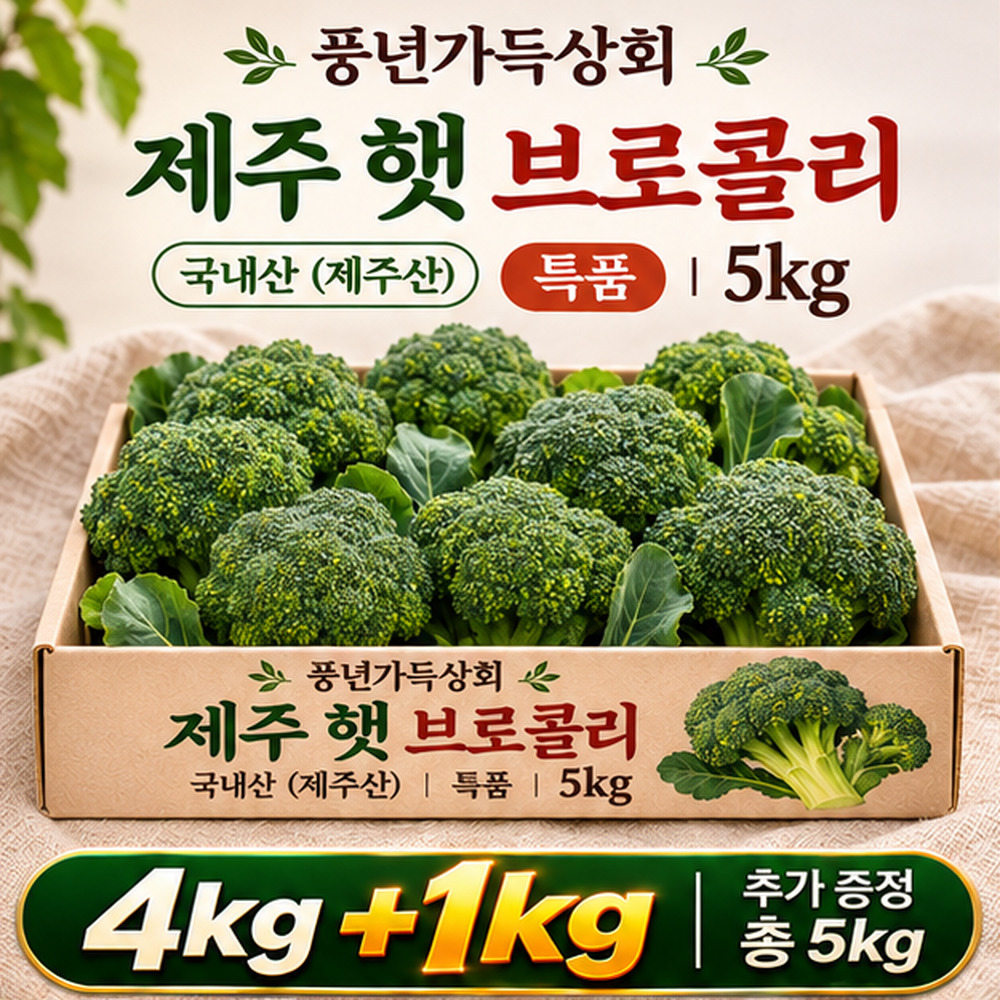 풍년가득상회
제주 햇 브로콜리
국내산 (제주산) 특품 | 5kg
풍년가득상회
제주 햇 브로콜리
국내산 (제주산) | 특품 | 5kg
4kg+1kg
추가 증정
총 5kg